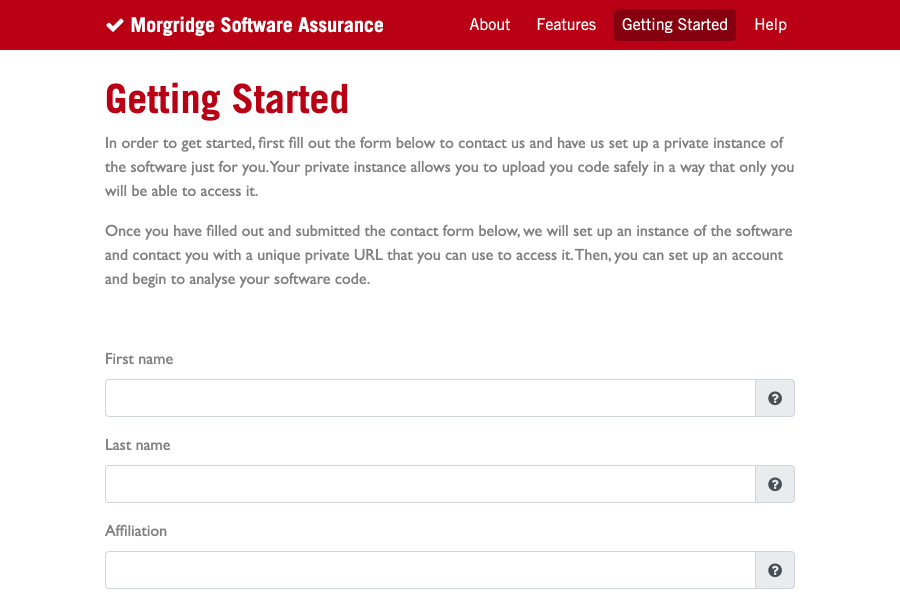 Morgridge Software Assurance
About Features Getting Started Help
Getting Started
In order to get started, first fill out the form below to contact us and have us set up a private instance of
the software just for you. Your private instance allows you to upload you code safely in a way that only you
will be able to access it.
Once you have filled out and submitted the contact form below, we will set up an instance of the software
and contact you with a unique private URL that you can use to access it. Then, you can set up an account
and begin to analyse your software code.
First name
Last name
Affiliation